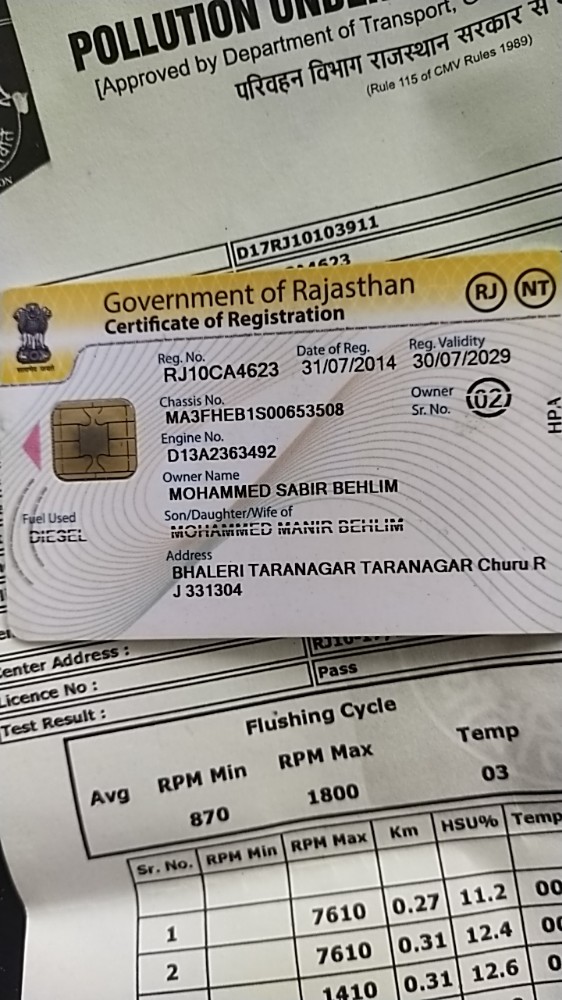 POLLUTION
[Approved by Department of Transport,
परिवहन विभाग राजस्थान सरकार से
(Rule 115 of CMV Rules 1989)
D17RJ10103911
Government of Rajasthan
Certificate of Registration
RJ NT
Reg. No. Date of Reg. Reg. Validity
RJ10CA4623 31/07/2014 30/07/2029
Chassis No. Owner Sr. No. 02
MA3FHEB1S00653508
Engine No.
D13A2363492
HPA
Owner Name
MOHAMMED SABIR BEHLIM
Fuel Used
DIESEL
Son/Daughter/Wife of
MOHAMMED MANIR BEHLIM
Address
BHALERI TARANAGAR TARANAGAR Churu R
J 331304
Center Address :
Licence No :
Test Result : Pass
Flushing Cycle
Avg RPM Min RPM Max Temp
870 1800 03
Sr. No. RPM Min RPM Max Km HSU% Temp
1 7610 0.27 11.2 00
2 7610 0.31 12.4
1410 0.31 12.6